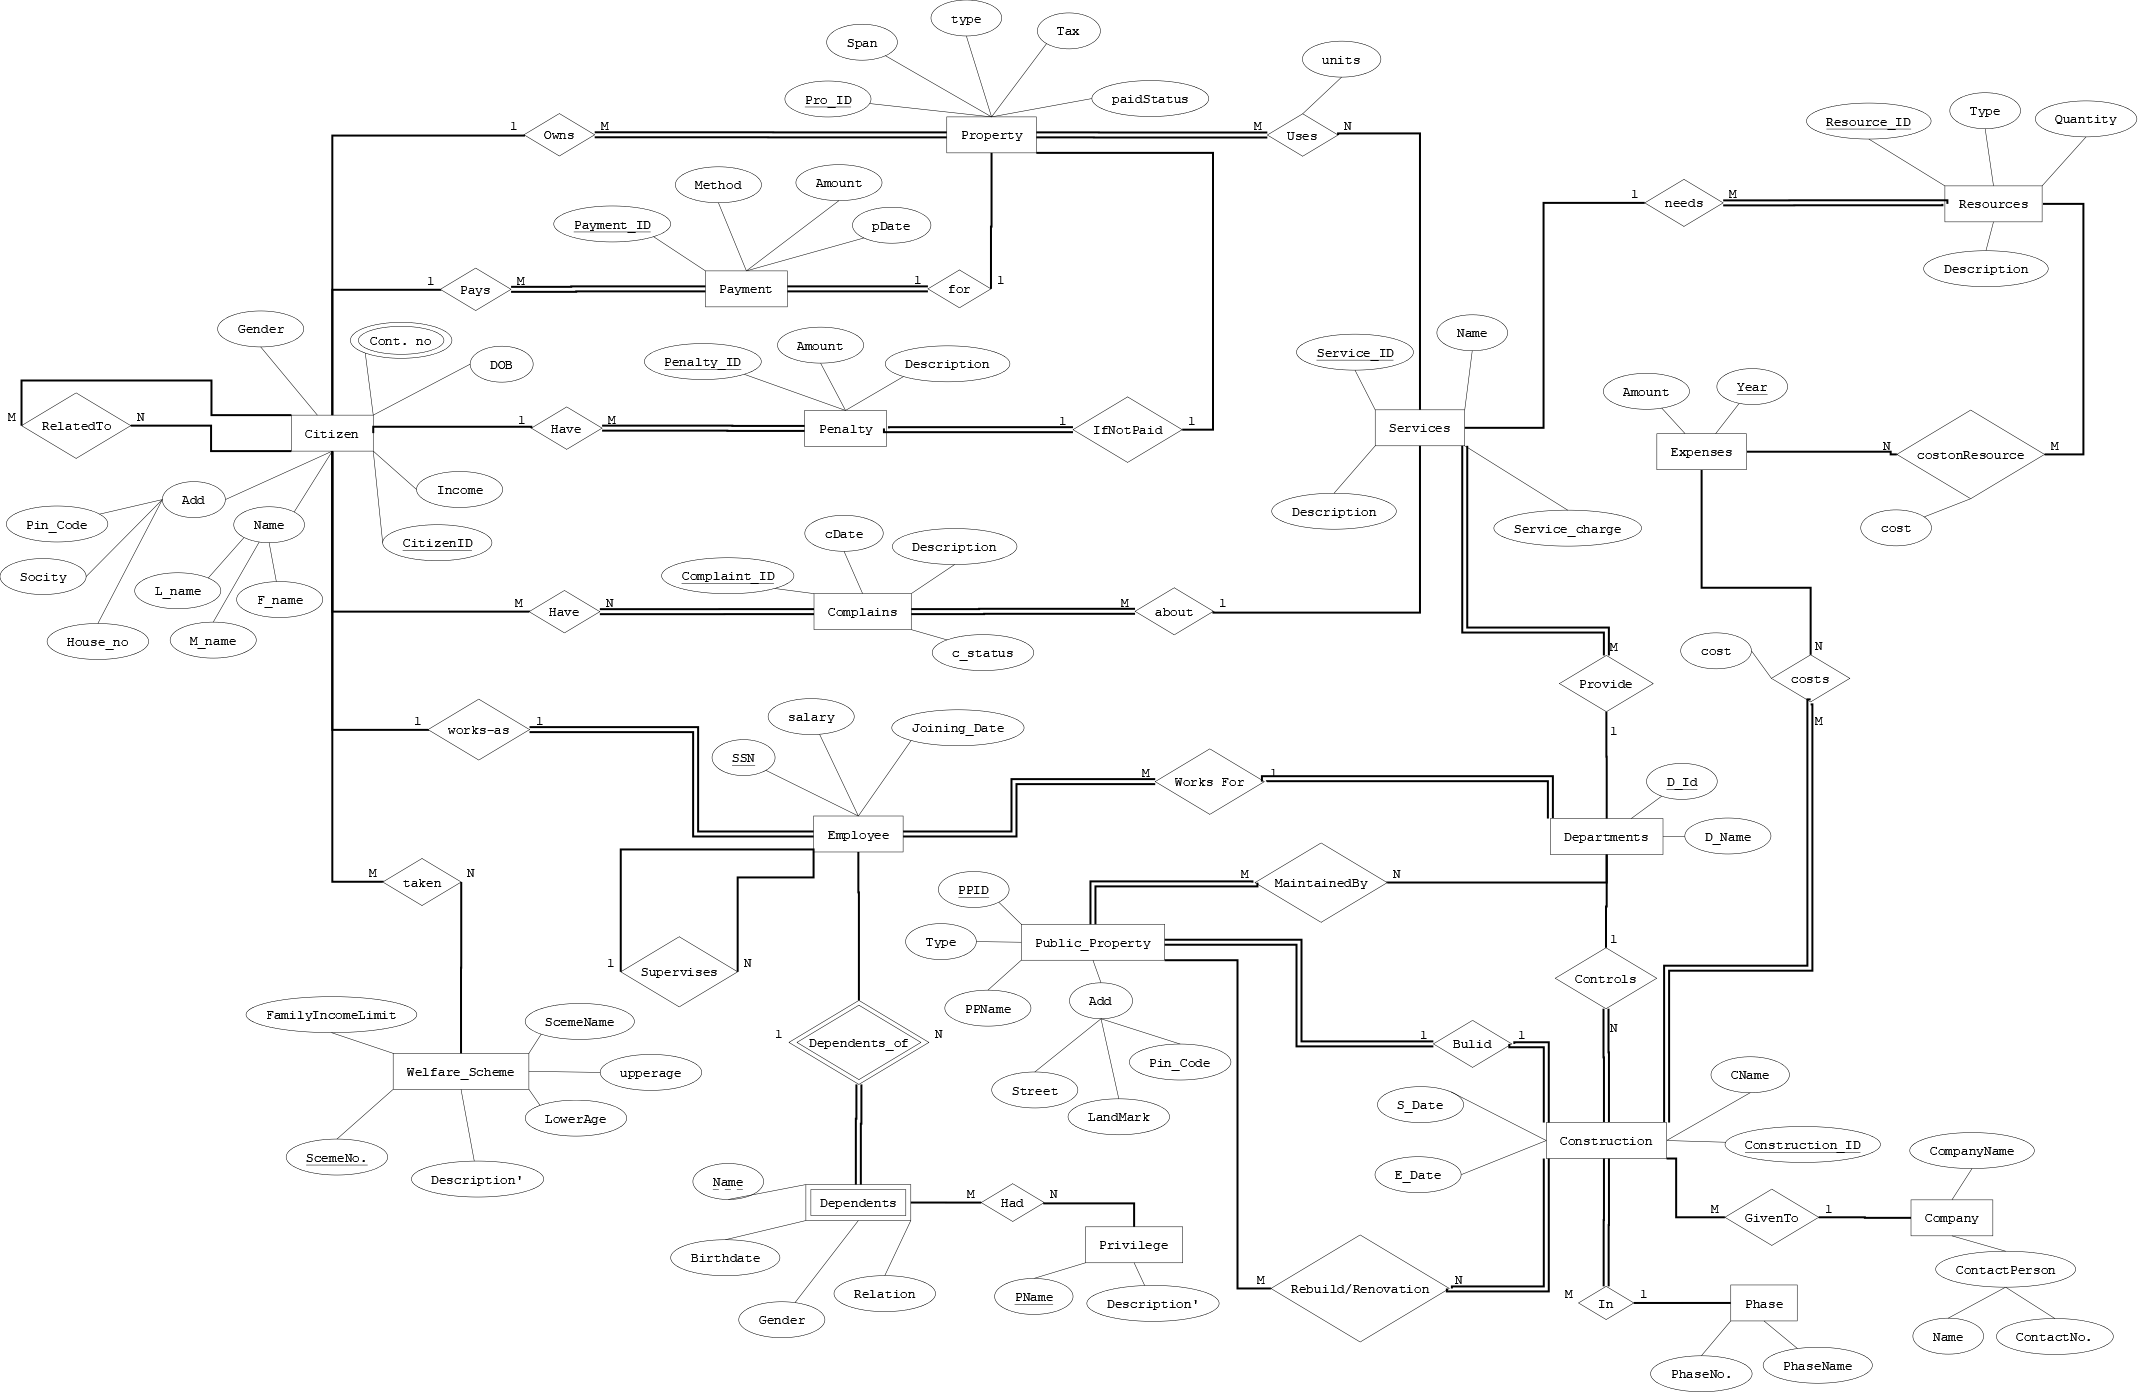 type
Tax
Span
units
Pro_ID
paidStatus
Resource_ID
Type
Quantity
1
Owns
M
Property
M
Uses
N
Method
Amount
Payment_ID
pDate
1
needs
M
Resources
Description
1
Pays
M
Payment
1
for
1
Gender
Cont. no
DOB
Penalty_ID
Amount
Description
Service_ID
Name
Amount
Year
M
RelatedTo
N
Citizen
1
Have
M
Penalty
1
IfNotPaid
1
Services
Expenses
N
costonResource
M
cost
Add
Income
Pin_Code
Name
CitizenID
Socity
L_name
F_name
House_no
M_name
Description
Service_charge
cDate
Description
Complaint_ID
M
Have
N
Complains
M
about
1
c_status
M
Provide
1
cost
N
costs
M
1
works-as
1
salary
Joining_Date
SSN
Employee
M
Works For
1
D_Id
Departments
D_Name
M
taken
N
M
MaintainedBy
N
PPID
Type
Public_Property
PPName
Add
Street
Pin_Code
LandMark
1
Supervises
N
1
Controls
N
1
Dependents_of
N
1
Bulid
1
FamilyIncomeLimit
ScemeName
Welfare_Scheme
upperage
LowerAge
ScemeNo.
Description'
S_Date
CName
Construction
Construction_ID
E_Date
CompanyName
Name
Dependents
M
Had
N
Birthdate
Gender
Relation
Privilege
PName
Description'
M
GivenTo
1
Company
ContactPerson
Name
ContactNo.
M
Rebuild/Renovation
N
M
In
1
Phase
PhaseNo.
PhaseName